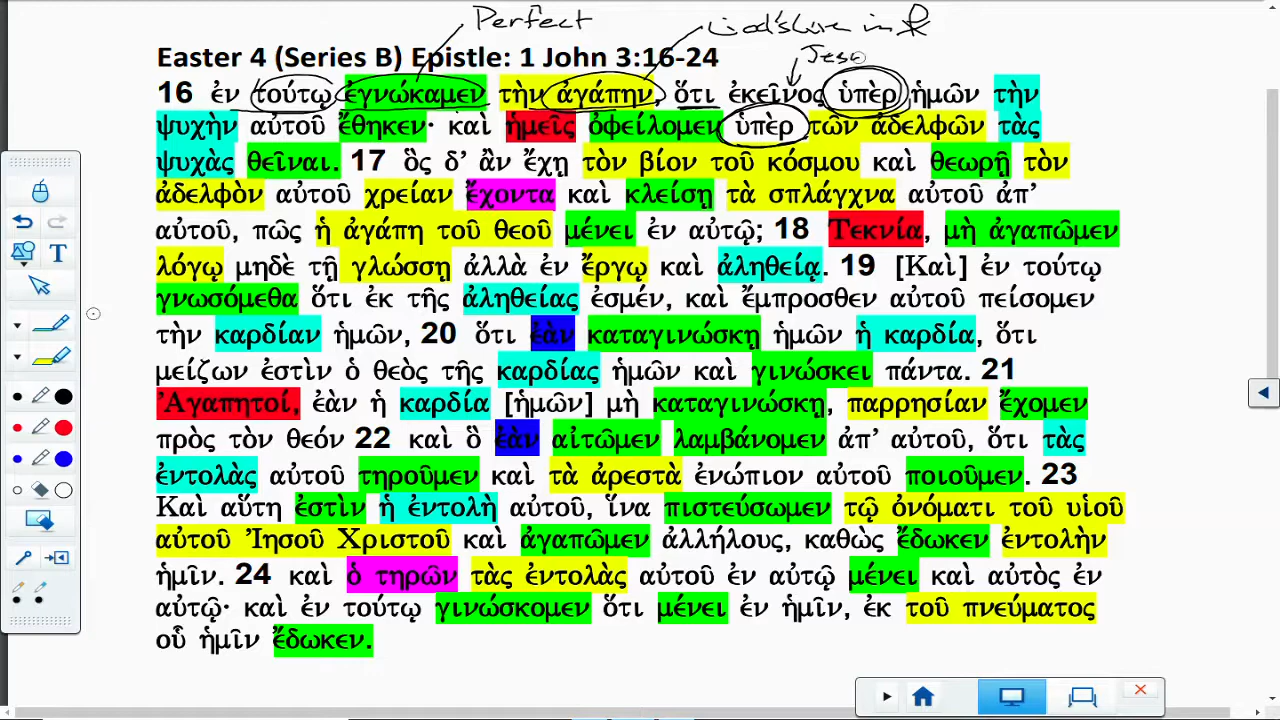 Perfect God's love in
Jesus
Easter 4 (Series B) Epistle: 1 John 3:16-24
16 ἐν τούτῳ ἐγνώκαμεν τὴν ἀγάπην, ὅτι ἐκεῖνος ὑπὲρ ἡμῶν τὴν
ψυχὴν αὐτοῦ ἔθηκεν· καὶ ἡμεῖς ὀφείλομεν ὑπὲρ τῶν ἀδελφῶν τὰς
ψυχὰς θεῖναι. 17 ὃς δ’ ἂν ἔχῃ τὸν βίον τοῦ κόσμου καὶ θεωρῇ τὸν
ἀδελφὸν αὐτοῦ χρείαν ἔχοντα καὶ κλείσῃ τὰ σπλάγχνα αὐτοῦ ἀπ’
αὐτοῦ, πῶς ἡ ἀγάπη τοῦ θεοῦ μένει ἐν αὐτῷ; 18 Τεκνία, μὴ ἀγαπῶμεν
λόγῳ μηδὲ τῇ γλώσσῃ ἀλλὰ ἐν ἔργῳ καὶ ἀληθείᾳ. 19 [Καὶ] ἐν τούτῳ
γνωσόμεθα ὅτι ἐκ τῆς ἀληθείας ἐσμέν, καὶ ἔμπροσθεν αὐτοῦ πείσομεν
τὴν καρδίαν ἡμῶν, 20 ὅτι ἐὰν καταγινώσκῃ ἡμῶν ἡ καρδία, ὅτι
μείζων ἐστὶν ὁ θεὸς τῆς καρδίας ἡμῶν καὶ γινώσκει πάντα. 21
Ἀγαπητοί, ἐὰν ἡ καρδία [ἡμῶν] μὴ καταγινώσκῃ, παρρησίαν ἔχομεν
πρὸς τὸν θεόν 22 καὶ ὃ ἐὰν αἰτῶμεν λαμβάνομεν ἀπ’ αὐτοῦ, ὅτι τὰς
ἐντολὰς αὐτοῦ τηροῦμεν καὶ τὰ ἀρεστὰ ἐνώπιον αὐτοῦ ποιοῦμεν. 23
Καὶ αὕτη ἐστὶν ἡ ἐντολὴ αὐτοῦ, ἵνα πιστεύσωμεν τῷ ὀνόματι τοῦ υἱοῦ
αὐτοῦ Ἰησοῦ Χριστοῦ καὶ ἀγαπῶμεν ἀλλήλους, καθὼς ἔδωκεν ἐντολὴν
ἡμῖν. 24 καὶ ὁ τηρῶν τὰς ἐντολὰς αὐτοῦ ἐν αὐτῷ μένει καὶ αὐτὸς ἐν
αὐτῷ· καὶ ἐν τούτῳ γινώσκομεν ὅτι μένει ἐν ἡμῖν, ἐκ τοῦ πνεύματος
οὗ ἡμῖν ἔδωκεν.
T